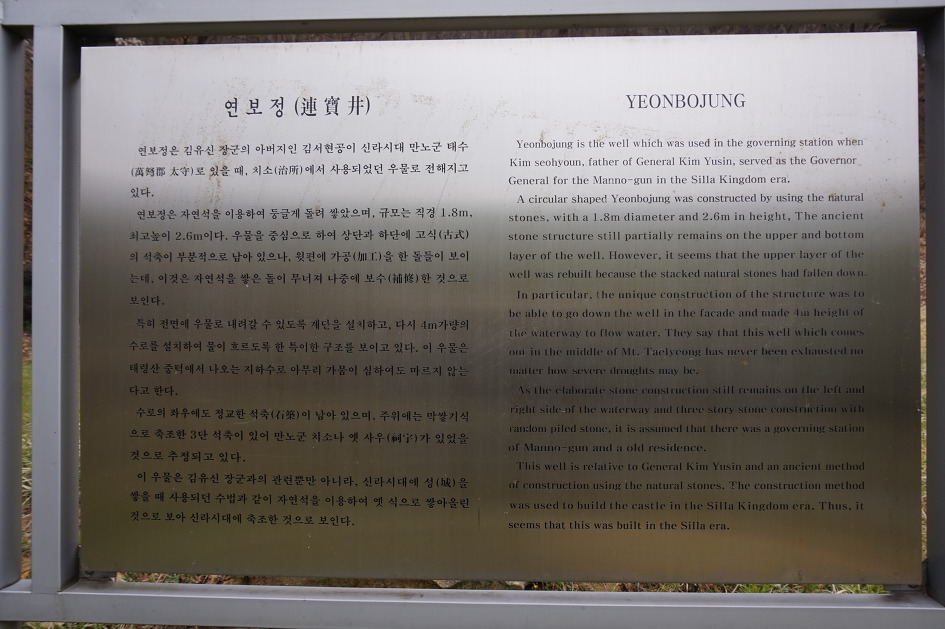 연보정(連寶井)
연보정은 김유신 장군의 아버지인 김서현공이 신라시대 만노군 태수
(萬弩郡 太守)로 있을 때, 치소(治所)에서 사용되었던 우물로 전해지고
있다.
연보정은 자연석을 이용하여 둥글게 돌려 쌓았으며, 규모는 직경 1.8m,
최고높이 2.6m이다. 우물을 중심으로 하여 상단과 하단에 고식(古式)
의 석축이 부분적으로 남아 있으나, 윗편에 가공(加工)을 한 돌들이 보이
는데, 이것은 자연석을 쌓은 돌이 무너져 나중에 보수(補修)한 것으로
보인다.
특히 전면에 우물로 내려갈 수 있도록 계단을 설치하고, 다시 4m가량의
수로를 설치하여 물이 흐르도록 한 특이한 구조를 보이고 있다. 이 우물은
태령산 중턱에서 나오는 지하수로 아무리 가뭄이 심하여도 마르지 않는
다고 한다.
수로의 좌우에도 정교한 석축(石築)이 남아 있으며, 주위에는 막쌓기식
으로 축조한 3단 석축이 있어 만노군 치소나 옛 사우(祠宇)가 있었을
것으로 추정되고 있다.
이 우물은 김유신 장군과의 관련뿐만 아니라, 신라시대에 성(城)을
쌓을 때 사용되던 수법과 같이 자연석을 이용하여 옛 식으로 쌓아올린
것으로 보아 신라시대에 축조한 것으로 보인다.
YEONBOJUNG
Yeonbojung is the well which was used in the governing station when
Kim seohyoun, father of General Kim Yusin, served as the Governor
General for the Manno-gun in the Silla Kingdom era.
A circular shaped Yeonbojung was constructed by using the natural
stones, with a 1.8m diameter and 2.6m in height, The ancient
stone structure still partially remains on the upper and bottom
layer of the well. However, it seems that the upper layer of the
well was rebuilt because the stacked natural stones had fallen down.
In particular, the unique construction of the structure was to
be able to go down the well in the facade and made 4m height of
the waterway to flow water. They say that this well which comes
out in the middle of Mt. Taelyeong has never been exhausted no
matter how severe droughts may be.
As the elaborate stone construction still remains on the left and
right side of the waterway and three story stone construction with
random piled stone, it is assumed that there was a governing station
of Manno-gun and a old residence.
This well is relative to General Kim Yusin and an ancient method
of construction using the natural stones. The construction method
was used to build the castle in the Silla Kingdom era. Thus, it
seems that this was built in the Silla era.